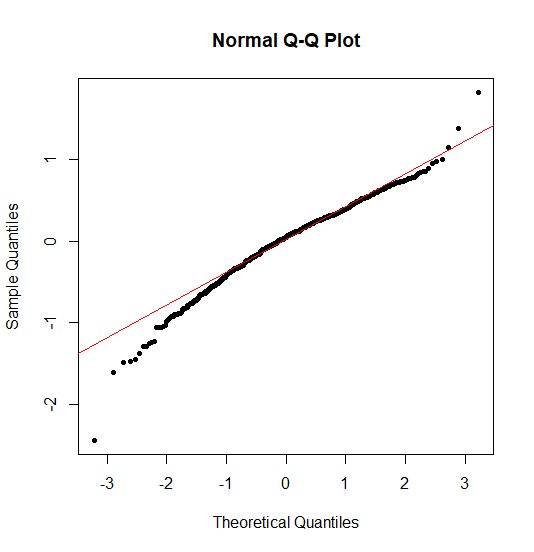 Normal Q-Q Plot
Sample Quantiles
1
0
-1
-2
-3 -2 -1 0 1 2 3
Theoretical Quantiles